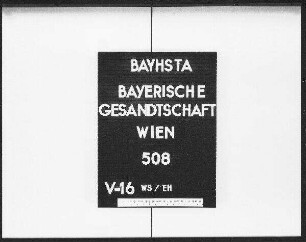 BAYHSTA
BAYERISCHE
GESANDTSCHAFT
WIEN
508
V-16 WS / EH